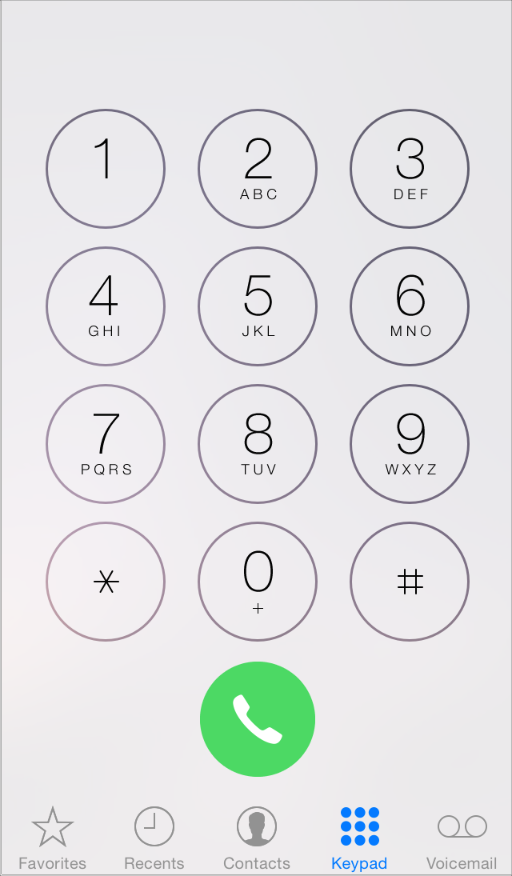 1 2 3
ABC DEF
4 5 6
GHI JKL MNO
7 8 9
PQRS TUV WXYZ
* 0 #
+
Favorites Recents Contacts Keypad Voicemail